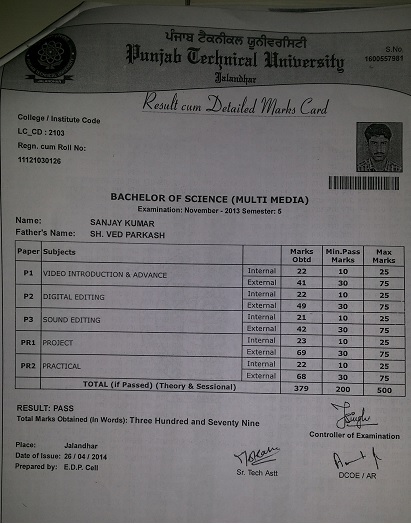 ਪੰਜਾਬ ਟੈਕਨੀਕਲ ਯੂਨੀਵਰਸਿਟੀ
Punjab Technical University
Jalandhar
S.No.
1600557981
Result cum Detailed Marks Card
College / Institute Code
LC_CD : 2103
Regn. cum Roll No:
11121030126
BACHELOR OF SCIENCE (MULTI MEDIA)
Examination: November - 2013 Semester: 5
Name: SANJAY KUMAR
Father's Name: SH. VED PARKASH
Paper Subjects Marks Obtd Min.Pass Marks Max Marks
P1 VIDEO INTRODUCTION & ADVANCE Internal 22 10 25
External 41 30 75
P2 DIGITAL EDITING Internal 22 10 25
External 49 30 75
P3 SOUND EDITING Internal 21 10 25
External 42 30 75
PR1 PROJECT Internal 23 10 25
External 69 30 75
PR2 PRACTICAL Internal 22 10 25
External 68 30 75
TOTAL (if Passed) (Theory & Sessional) 379 200 500
RESULT: PASS
Total Marks Obtained (In Words): Three Hundred and Seventy Nine
Controller of Examination
Place: Jalandhar
Date of Issue: 26 / 04 / 2014
Prepared by: E.D.P. Cell
Sr. Tech Astt
DCOE / AR